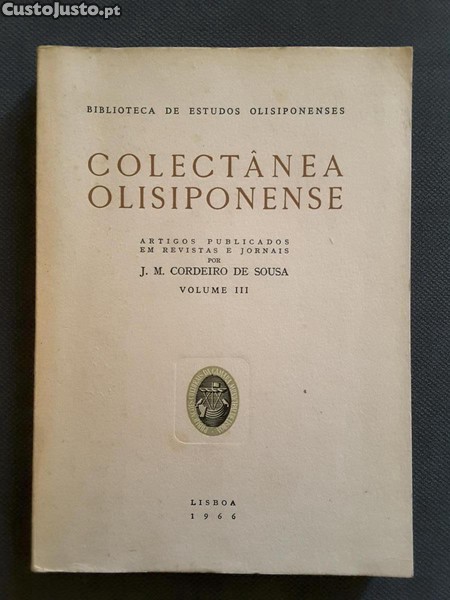 CustoJusto.pt
BIBLIOTECA DE ESTUDOS OLISIPONENSES
COLECTÂNEA
OLISIPONENSE
ARTIGOS PUBLICADOS
EM REVISTAS E JORNAIS
POR
J. M. CORDEIRO DE SOUSA
VOLUME III
LISBOA
1966